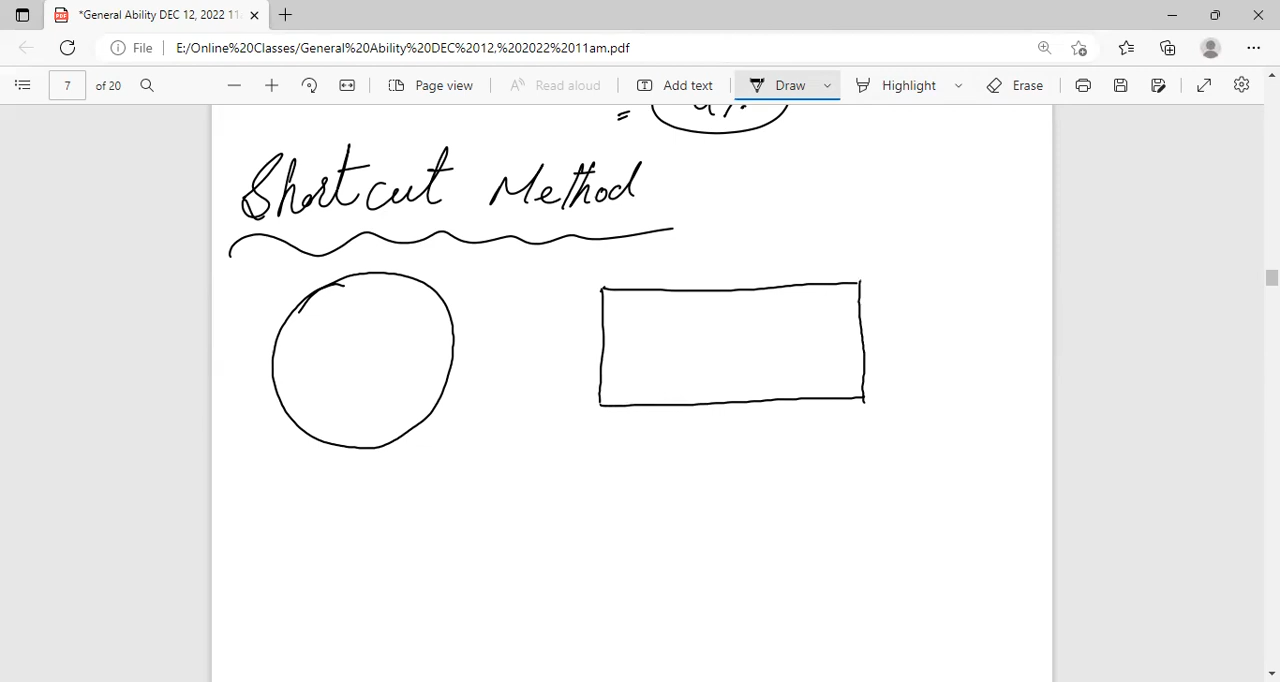 *General Ability DEC 12, 2022 11
File E:/Online%20Classes/General%20Ability%20DEC%2012,%202022%2011am.pdf
7 of 20 Page view Read aloud Add text Draw Highlight Erase
=
Shortcut Method